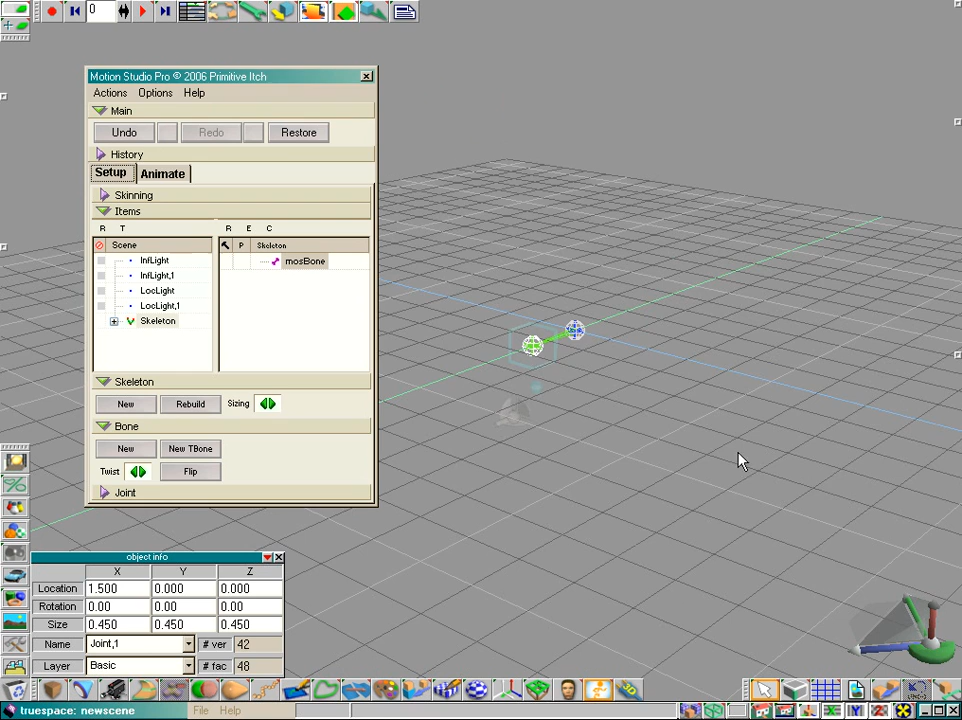 0
Motion Studio Pro © 2006 Primitive Itch
Actions Options Help
Main
Undo Redo Restore
History
Setup Animate
Skinning
Items
R T R E C
Scene P Skeleton
InfLight mosBone
InfLight,1
LocLight
LocLight,1
Skeleton
Skeleton
New Rebuild Sizing
Bone
New New TBone
Twist Flip
Joint
object info
X Y Z
Location 1.500 0.000 0.000
Rotation 0.00 0.00 0.00
Size 0.450 0.450 0.450
Name Joint,1 # ver 42
Layer Basic # fac 48
truespace: newscene File Help